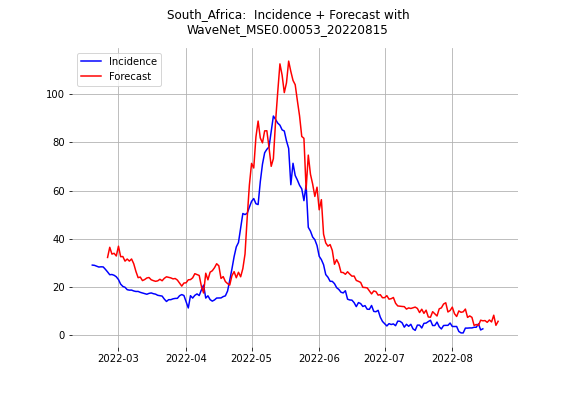 South_Africa:  Incidence + Forecast with
WaveNet_MSE0.00053_20220815
Incidence
Forecast
100
80
60
40
20
0
2022-03 2022-04 2022-05 2022-06 2022-07 2022-08